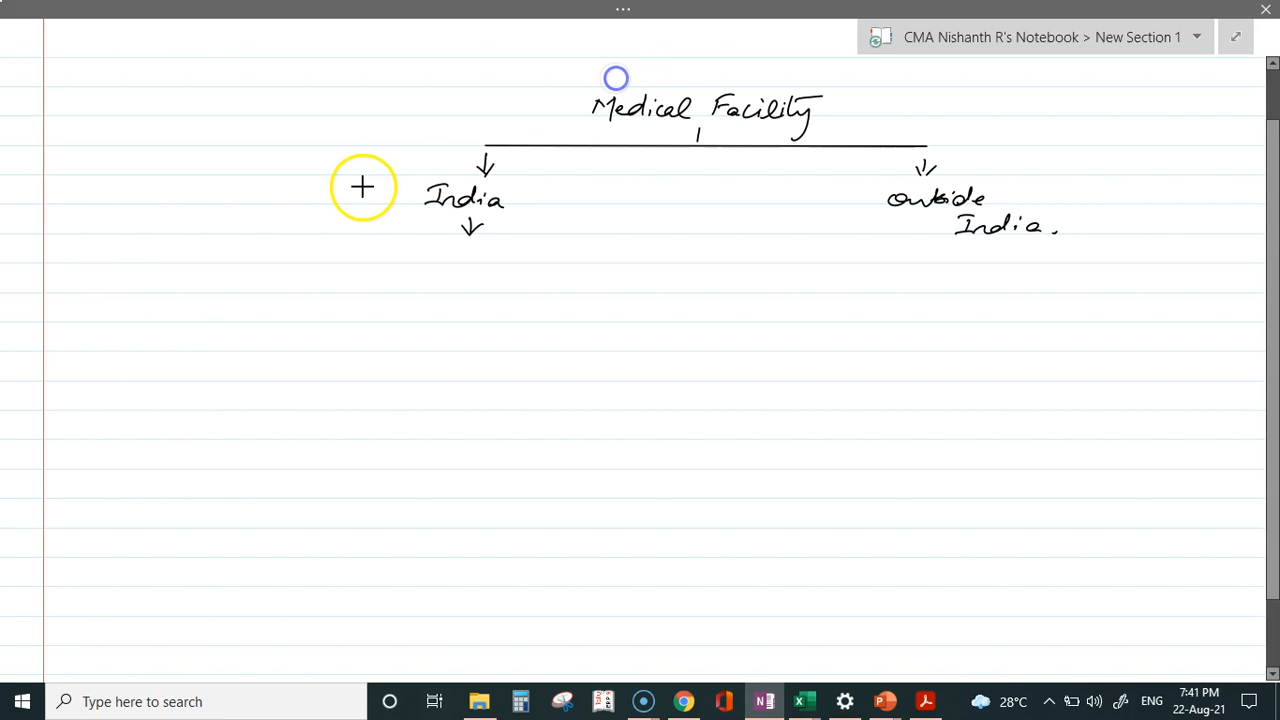 ...
CMA Nishanth R's Notebook > New Section 1
Medical Facility
India
outside
India.
Type here to search
28°C
ENG
7:41 PM
22-Aug-21